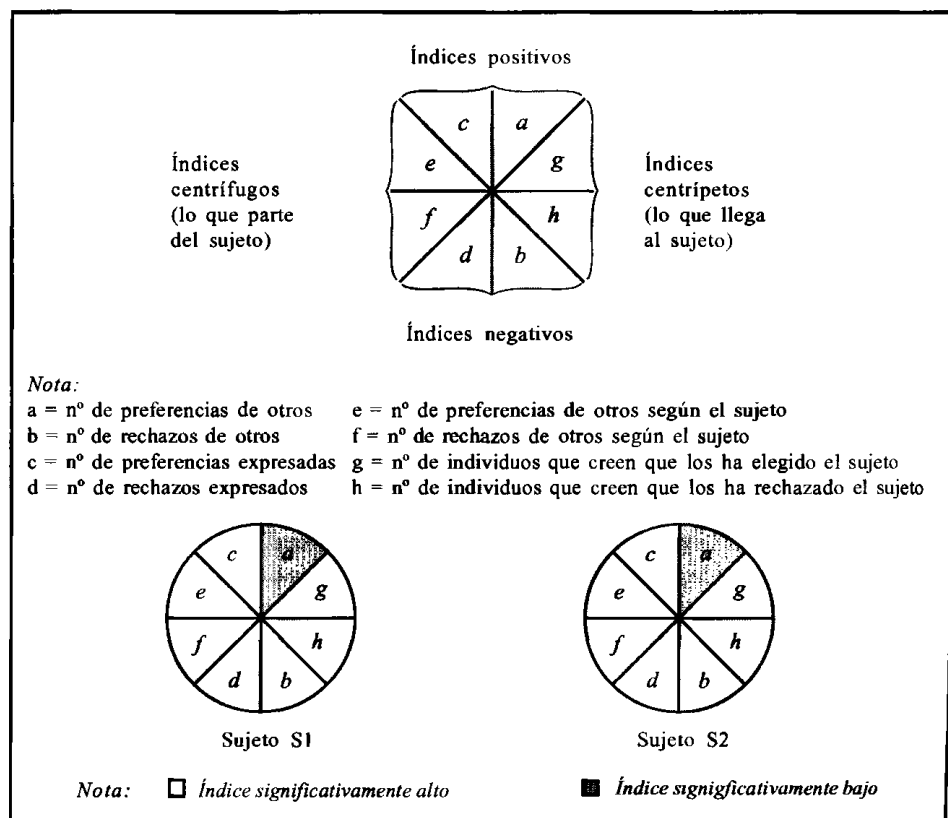 Índices positivos
c a
e g
f h
d b
Índices
centrífugos
(lo que parte
del sujeto)
Índices
centrípetos
(lo que llega
al sujeto)
Índices negativos
Nota:
a = nº de preferencias de otros e = nº de preferencias de otros según el sujeto
b = nº de rechazos de otros f = nº de rechazos de otros según el sujeto
c = nº de preferencias expresadas g = nº de individuos que creen que los ha elegido el sujeto
d = nº de rechazos expresados h = nº de individuos que creen que los ha rechazado el sujeto
c a
e g
f h
d b
Sujeto S1
c a
e g
f h
d b
Sujeto S2
Nota: Índice significativamente alto Índice signigficativamente bajo